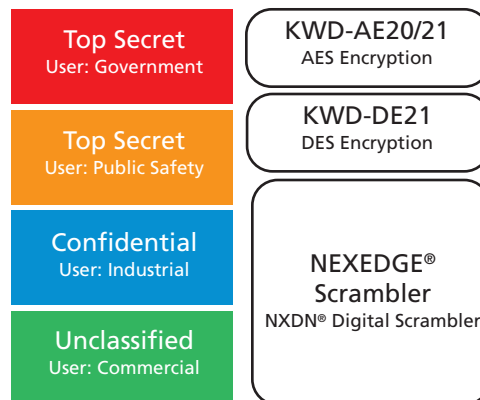 Top Secret
User: Government
KWD-AE20/21
AES Encryption
Top Secret
User: Public Safety
KWD-DE21
DES Encryption
Confidential
User: Industrial
Unclassified
User: Commercial
NEXEDGE®
Scrambler
NXDN® Digital Scrambler